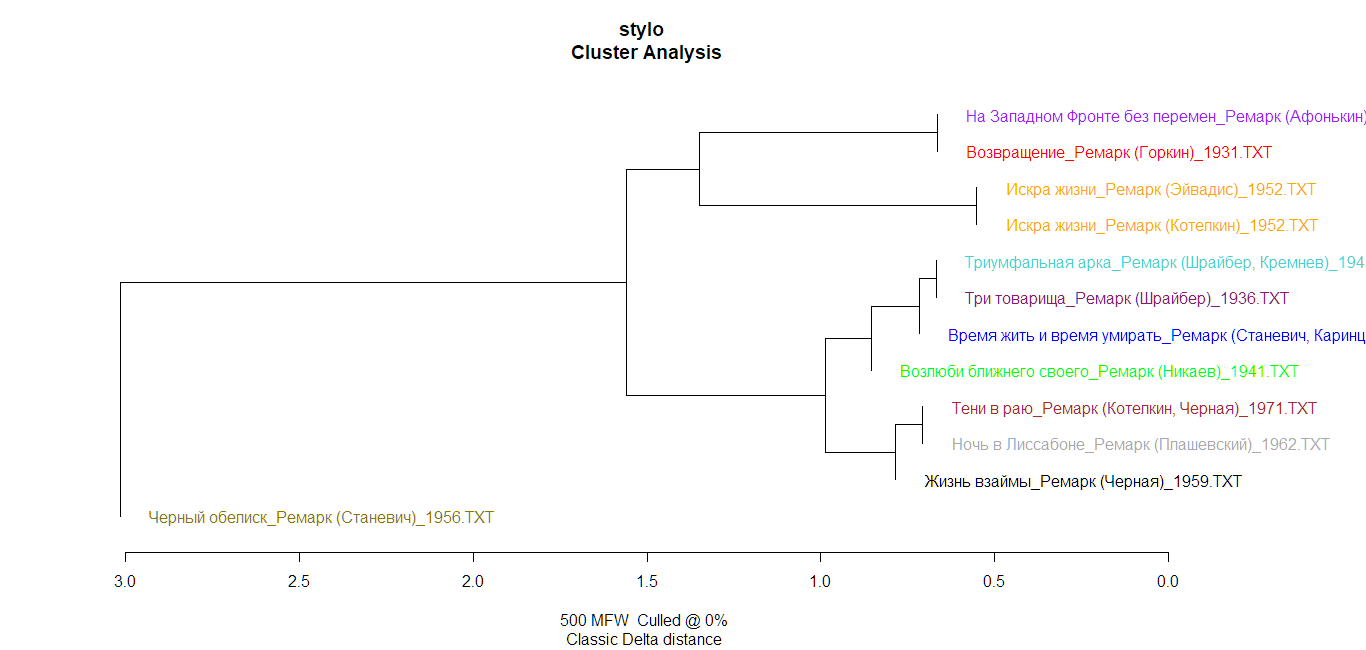 stylo
Cluster Analysis
На Западном Фронте без перемен_Ремарк (Афонькин)
Возвращение_Ремарк (Горкин)_1931.TXT
Искра жизни_Ремарк (Эйвадис)_1952.TXT
Искра жизни_Ремарк (Котелкин)_1952.TXT
Триумфальная арка_Ремарк (Шрайбер, Кремнев)_194
Три товарища_Ремарк (Шрайбер)_1936.TXT
Время жить и время умирать_Ремарк (Станевич, Каринц
Возлюби ближнего своего_Ремарк (Никаев)_1941.TXT
Тени в раю_Ремарк (Котелкин, Черная)_1971.TXT
Ночь в Лиссабоне_Ремарк (Плашевский)_1962.TXT
Жизнь взаймы_Ремарк (Черная)_1959.TXT
Черный обелиск_Ремарк (Станевич)_1956.TXT
3.0 2.5 2.0 1.5 1.0 0.5 0.0
500 MFW Culled @ 0%
Classic Delta distance